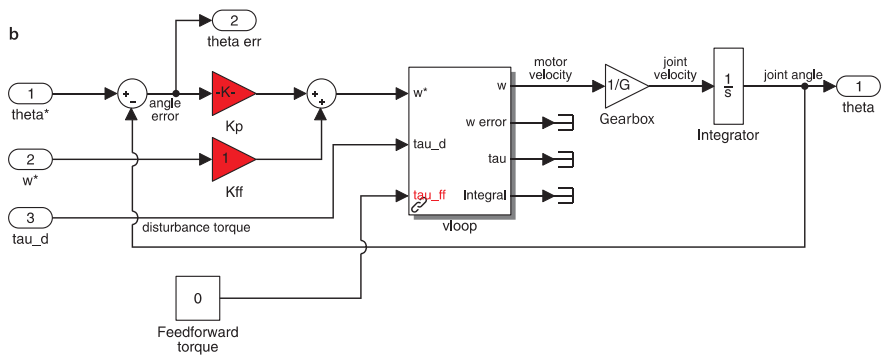 b
2
theta err
1
theta*
+
−
angle
error
-K-
Kp
+
+
2
w*
1
Kff
3
tau_d
disturbance torque
w*
tau_d
tau_ff
w
w error
tau
Integral
vloop
motor
velocity
1/G
Gearbox
joint
velocity
1
s
Integrator
joint angle
1
theta
0
Feedforward
torque